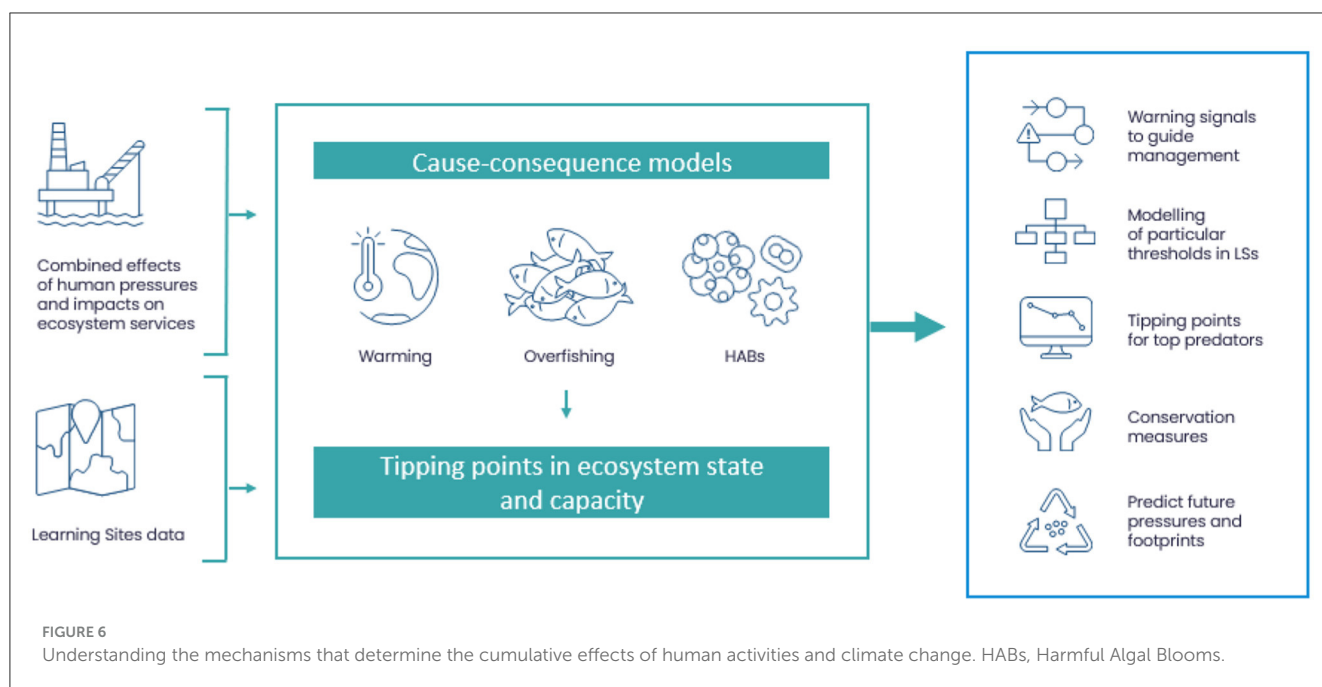 Combined effects
of human pressures
and impacts on
ecosystem services
Learning Sites data
Cause-consequence models
Warming
Overfishing
HABs
Tipping points in ecosystem state
and capacity
Warning signals
to guide
management
Modelling
of particular
thresholds in LSs
Tipping points
for top predators
Conservation
measures
Predict future
pressures and
footprints
FIGURE 6
Understanding the mechanisms that determine the cumulative effects of human activities and climate change. HABs, Harmful Algal Blooms.